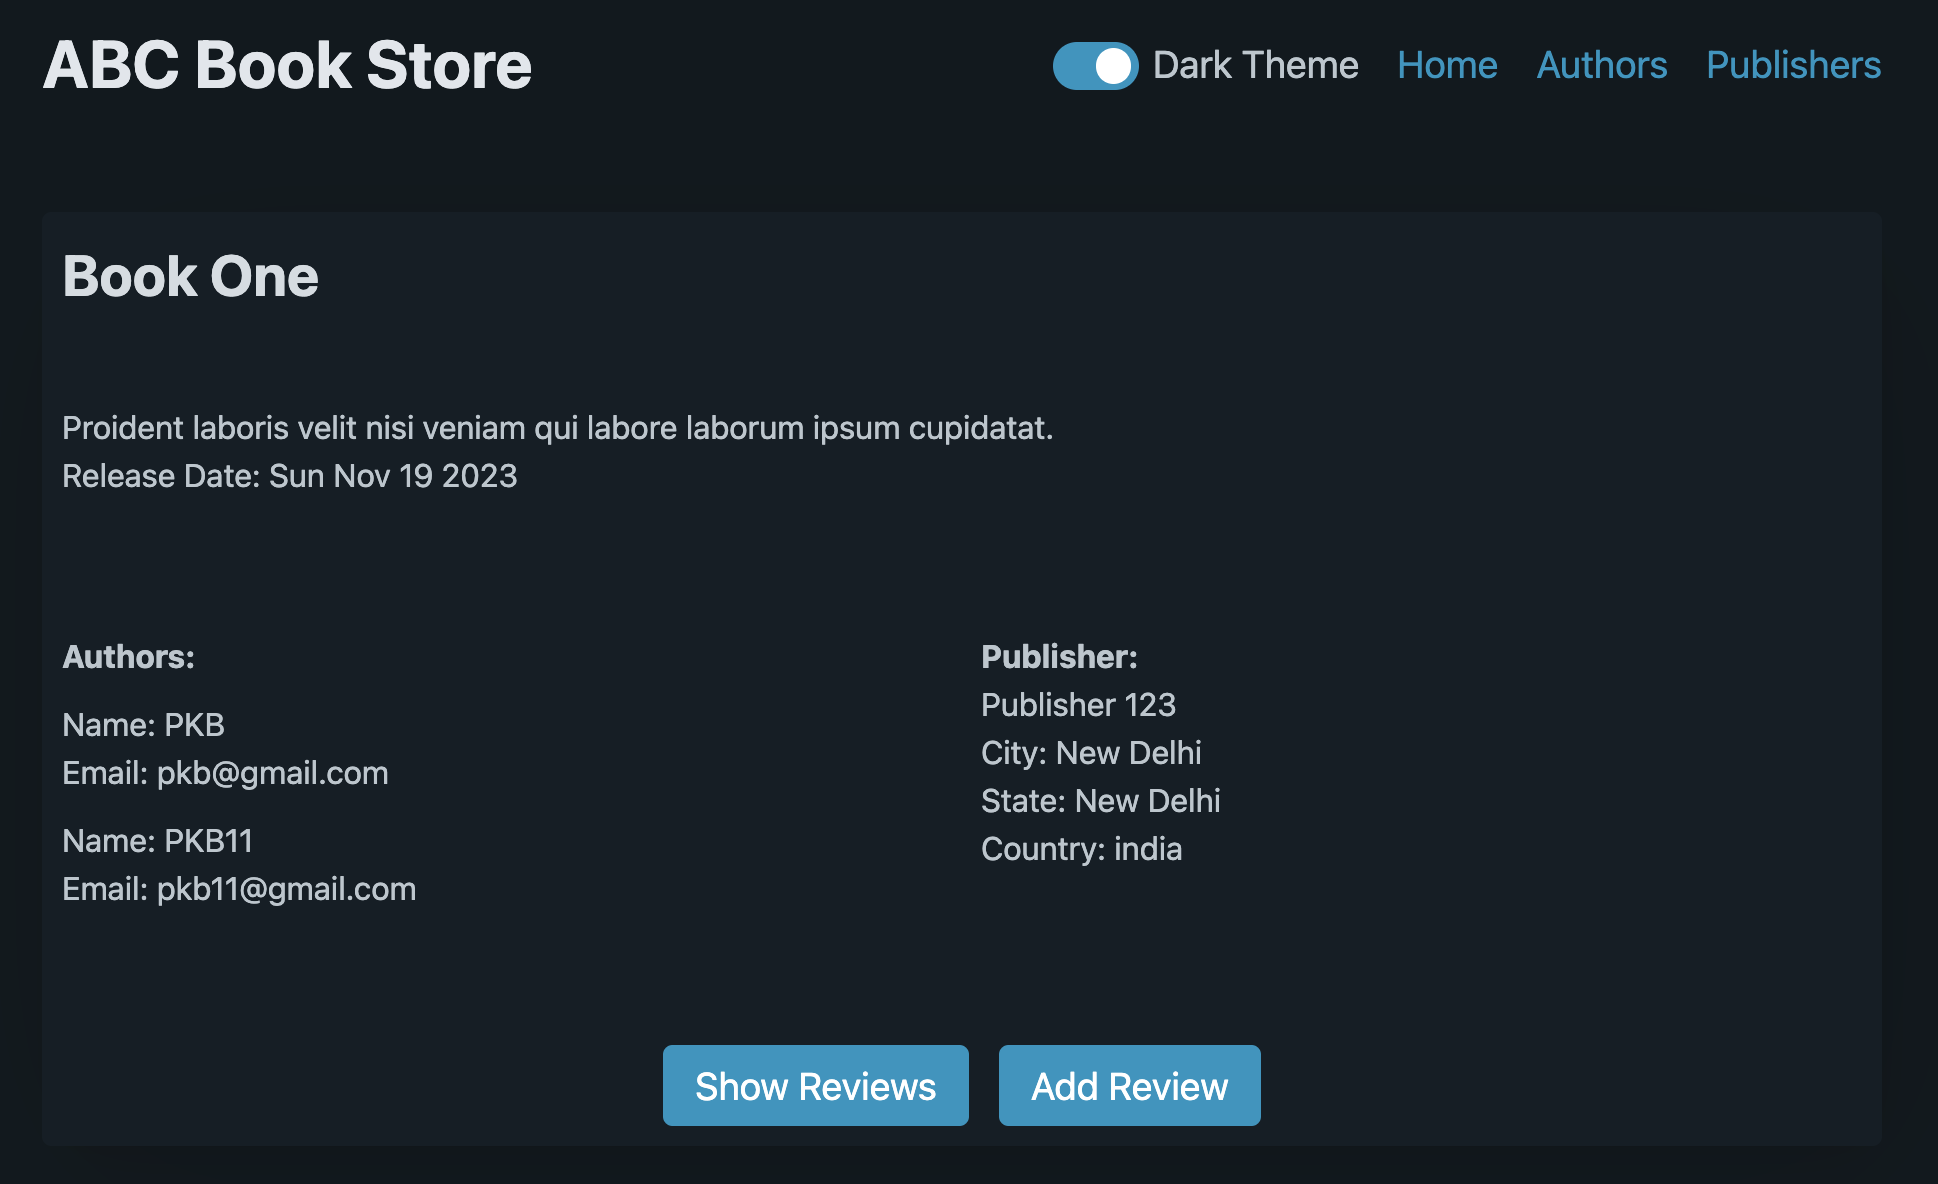 ABC Book Store
Dark Theme Home Authors Publishers
Book One
Proident laboris velit nisi veniam qui labore laborum ipsum cupidatat.
Release Date: Sun Nov 19 2023
Authors:
Name: PKB
Email: pkb@gmail.com
Name: PKB11
Email: pkb11@gmail.com
Publisher:
Publisher 123
City: New Delhi
State: New Delhi
Country: india
Show Reviews
Add Review